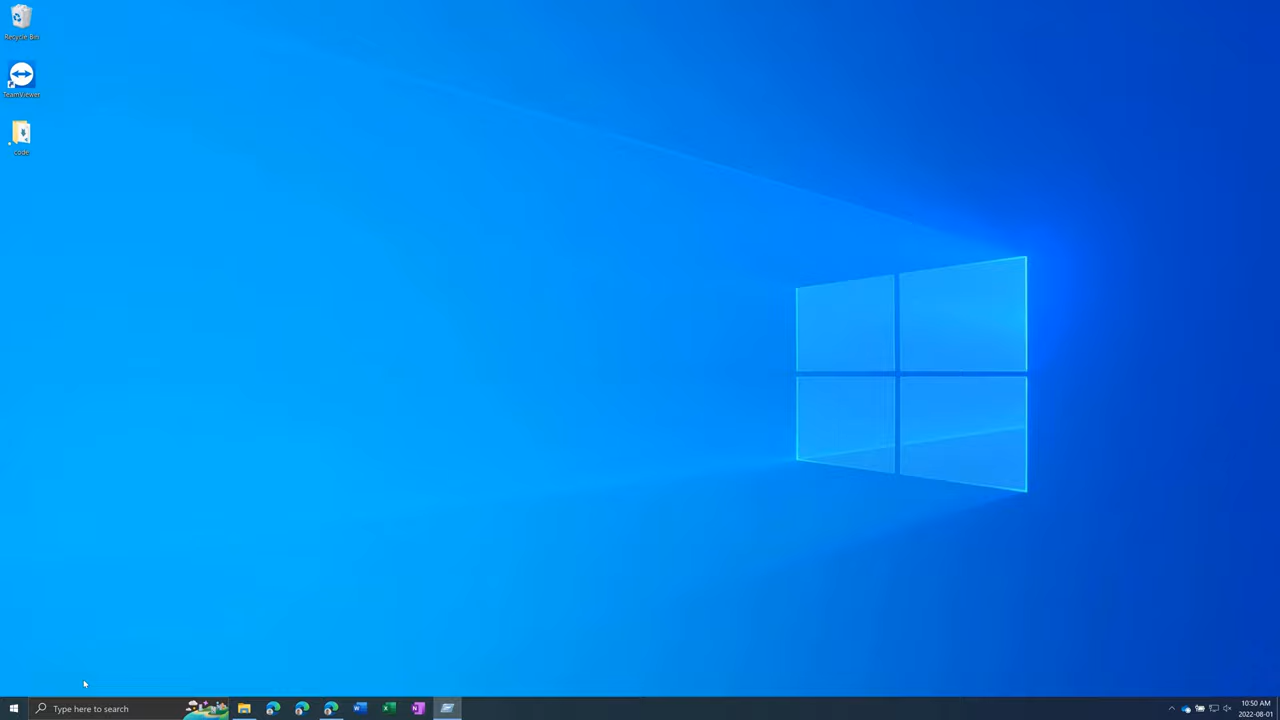 Recycle Bin
TeamViewer
code
Type here to search
10:50 AM
2022-08-01